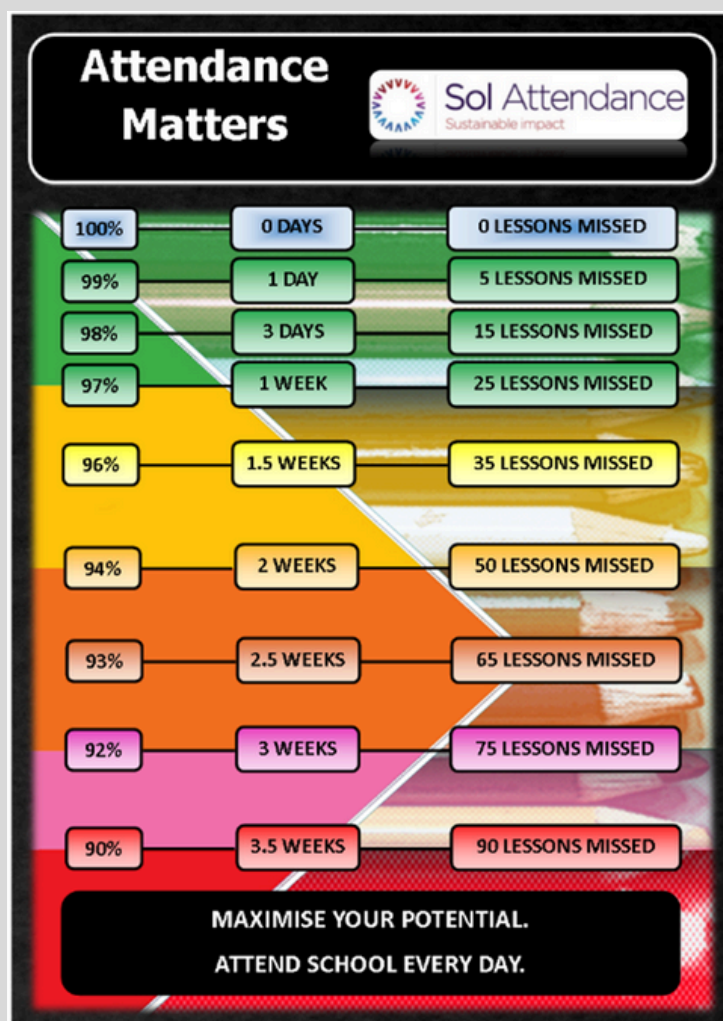 Attendance
Matters
Sol Attendance
Sustainable impact
100% 0 DAYS 0 LESSONS MISSED
99% 1 DAY 5 LESSONS MISSED
98% 3 DAYS 15 LESSONS MISSED
97% 1 WEEK 25 LESSONS MISSED
96% 1.5 WEEKS 35 LESSONS MISSED
94% 2 WEEKS 50 LESSONS MISSED
93% 2.5 WEEKS 65 LESSONS MISSED
92% 3 WEEKS 75 LESSONS MISSED
90% 3.5 WEEKS 90 LESSONS MISSED
MAXIMISE YOUR POTENTIAL.
ATTEND SCHOOL EVERY DAY.